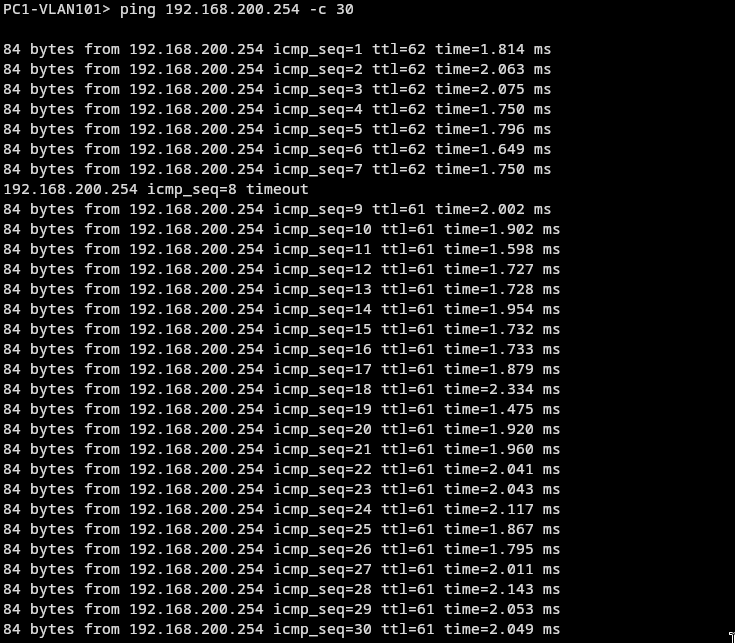 PC1-VLAN101> ping 192.168.200.254 -c 30
84 bytes from 192.168.200.254 icmp_seq=1 ttl=62 time=1.814 ms
84 bytes from 192.168.200.254 icmp_seq=2 ttl=62 time=2.063 ms
84 bytes from 192.168.200.254 icmp_seq=3 ttl=62 time=2.075 ms
84 bytes from 192.168.200.254 icmp_seq=4 ttl=62 time=1.750 ms
84 bytes from 192.168.200.254 icmp_seq=5 ttl=62 time=1.796 ms
84 bytes from 192.168.200.254 icmp_seq=6 ttl=62 time=1.649 ms
84 bytes from 192.168.200.254 icmp_seq=7 ttl=62 time=1.750 ms
192.168.200.254 icmp_seq=8 timeout
84 bytes from 192.168.200.254 icmp_seq=9 ttl=61 time=2.002 ms
84 bytes from 192.168.200.254 icmp_seq=10 ttl=61 time=1.902 ms
84 bytes from 192.168.200.254 icmp_seq=11 ttl=61 time=1.598 ms
84 bytes from 192.168.200.254 icmp_seq=12 ttl=61 time=1.727 ms
84 bytes from 192.168.200.254 icmp_seq=13 ttl=61 time=1.728 ms
84 bytes from 192.168.200.254 icmp_seq=14 ttl=61 time=1.954 ms
84 bytes from 192.168.200.254 icmp_seq=15 ttl=61 time=1.732 ms
84 bytes from 192.168.200.254 icmp_seq=16 ttl=61 time=1.733 ms
84 bytes from 192.168.200.254 icmp_seq=17 ttl=61 time=1.879 ms
84 bytes from 192.168.200.254 icmp_seq=18 ttl=61 time=2.334 ms
84 bytes from 192.168.200.254 icmp_seq=19 ttl=61 time=1.475 ms
84 bytes from 192.168.200.254 icmp_seq=20 ttl=61 time=1.920 ms
84 bytes from 192.168.200.254 icmp_seq=21 ttl=61 time=1.960 ms
84 bytes from 192.168.200.254 icmp_seq=22 ttl=61 time=2.041 ms
84 bytes from 192.168.200.254 icmp_seq=23 ttl=61 time=2.043 ms
84 bytes from 192.168.200.254 icmp_seq=24 ttl=61 time=2.117 ms
84 bytes from 192.168.200.254 icmp_seq=25 ttl=61 time=1.867 ms
84 bytes from 192.168.200.254 icmp_seq=26 ttl=61 time=1.795 ms
84 bytes from 192.168.200.254 icmp_seq=27 ttl=61 time=2.011 ms
84 bytes from 192.168.200.254 icmp_seq=28 ttl=61 time=2.143 ms
84 bytes from 192.168.200.254 icmp_seq=29 ttl=61 time=2.053 ms
84 bytes from 192.168.200.254 icmp_seq=30 ttl=61 time=2.049 ms